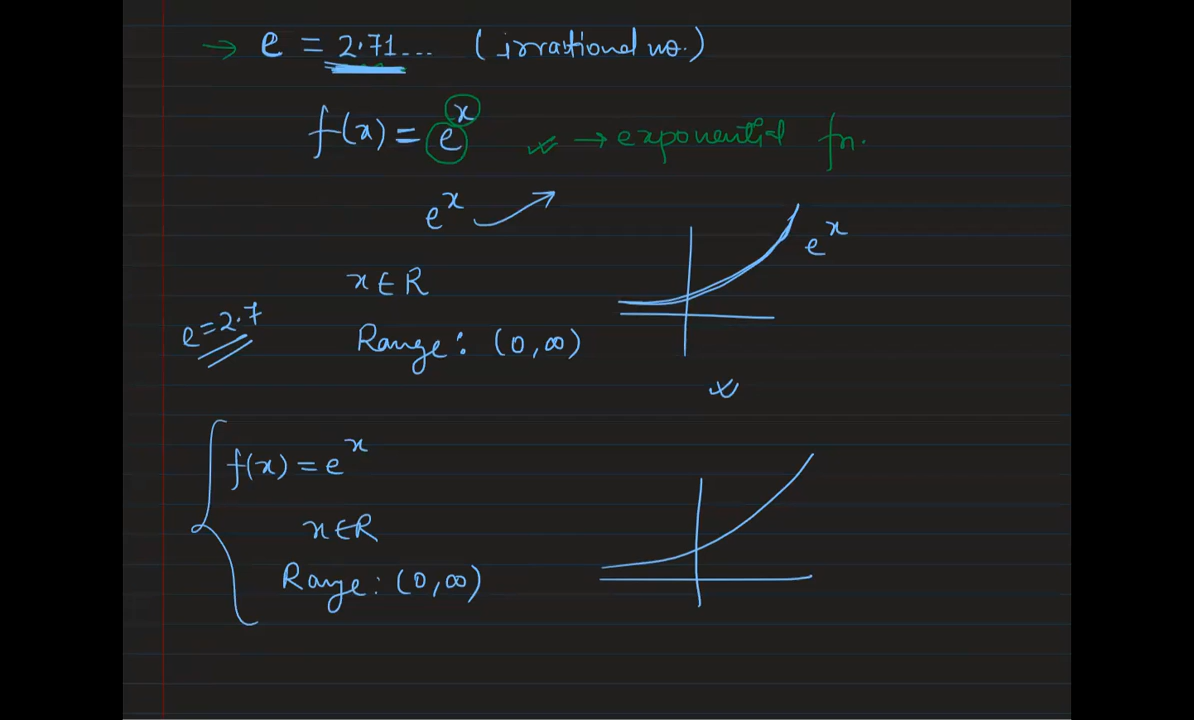 → e = 2.71... (irrational no.)
f(x) = e^x → exponential fn.
e^x
e^x
x ∈ R
e = 2.7
Range: (0, ∞)
f(x) = e^x
x ∈ R
Range: (0, ∞)